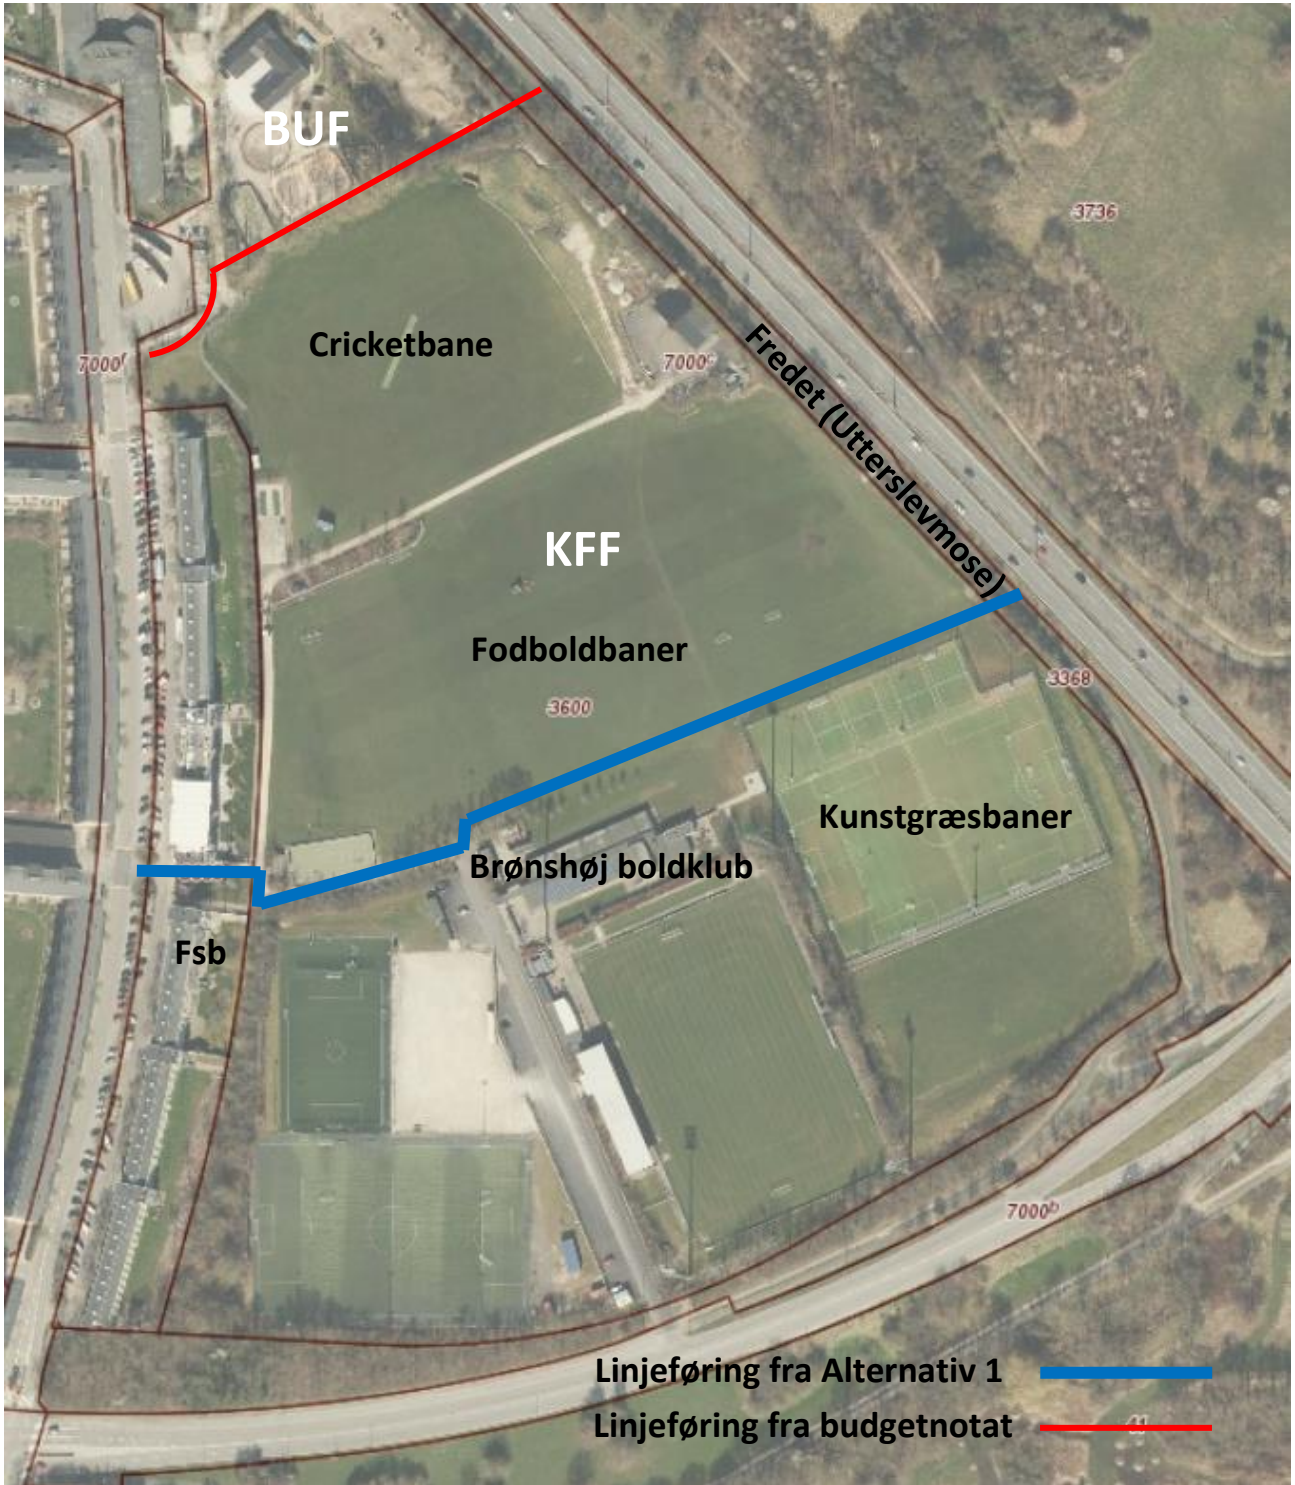 BUF
3736
Cricketbane
7000f
7000c
Fredet (Utterslevmose)
KFF
Fodboldbaner
3600
3368
Kunstgræsbaner
Brønshøj boldklub
Fsb
7000b
Linjeføring fra Alternativ 1
Linjeføring fra budgetnotat
41